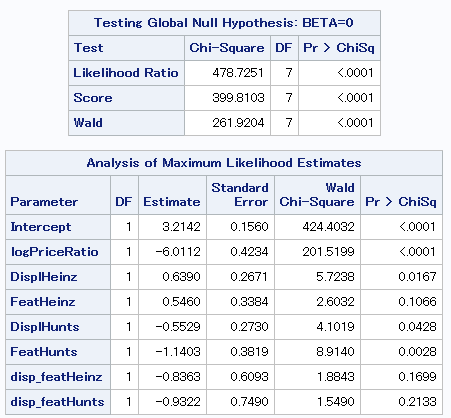 Testing Global Null Hypothesis: BETA=0
Test Chi-Square DF Pr > ChiSq
Likelihood Ratio 478.7251 7 <.0001
Score 399.8103 7 <.0001
Wald 261.9204 7 <.0001
Analysis of Maximum Likelihood Estimates
Parameter DF Estimate Standard Error Wald Chi-Square Pr > ChiSq
Intercept 1 3.2142 0.1560 424.4032 <.0001
logPriceRatio 1 -6.0112 0.4234 201.5199 <.0001
DisplHeinz 1 0.6390 0.2671 5.7238 0.0167
FeatHeinz 1 0.5460 0.3384 2.6032 0.1066
DisplHunts 1 -0.5529 0.2730 4.1019 0.0428
FeatHunts 1 -1.1403 0.3819 8.9140 0.0028
disp_featHeinz 1 -0.8363 0.6093 1.8843 0.1699
disp_featHunts 1 -0.9322 0.7490 1.5490 0.2133